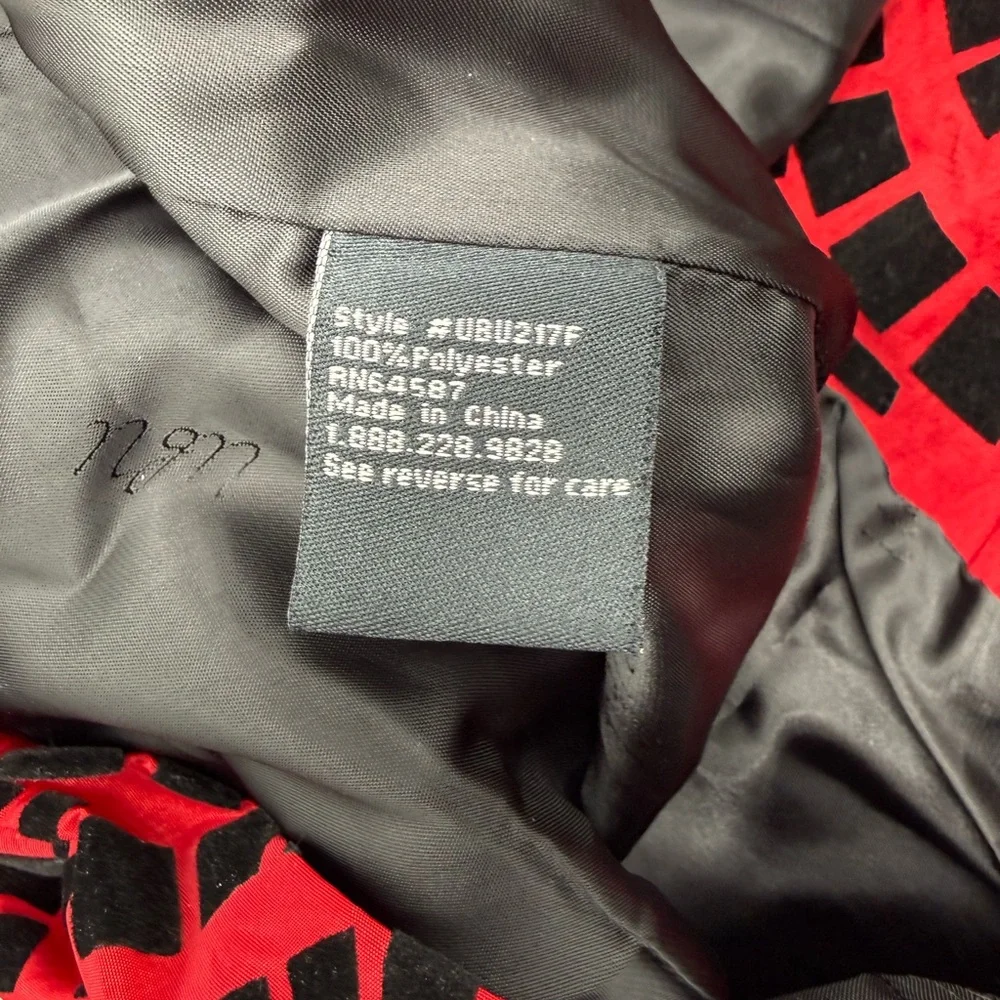 Style #UBU217F
100%Polyester
RN64587
Made in China
1.888.228.9828
See reverse for care